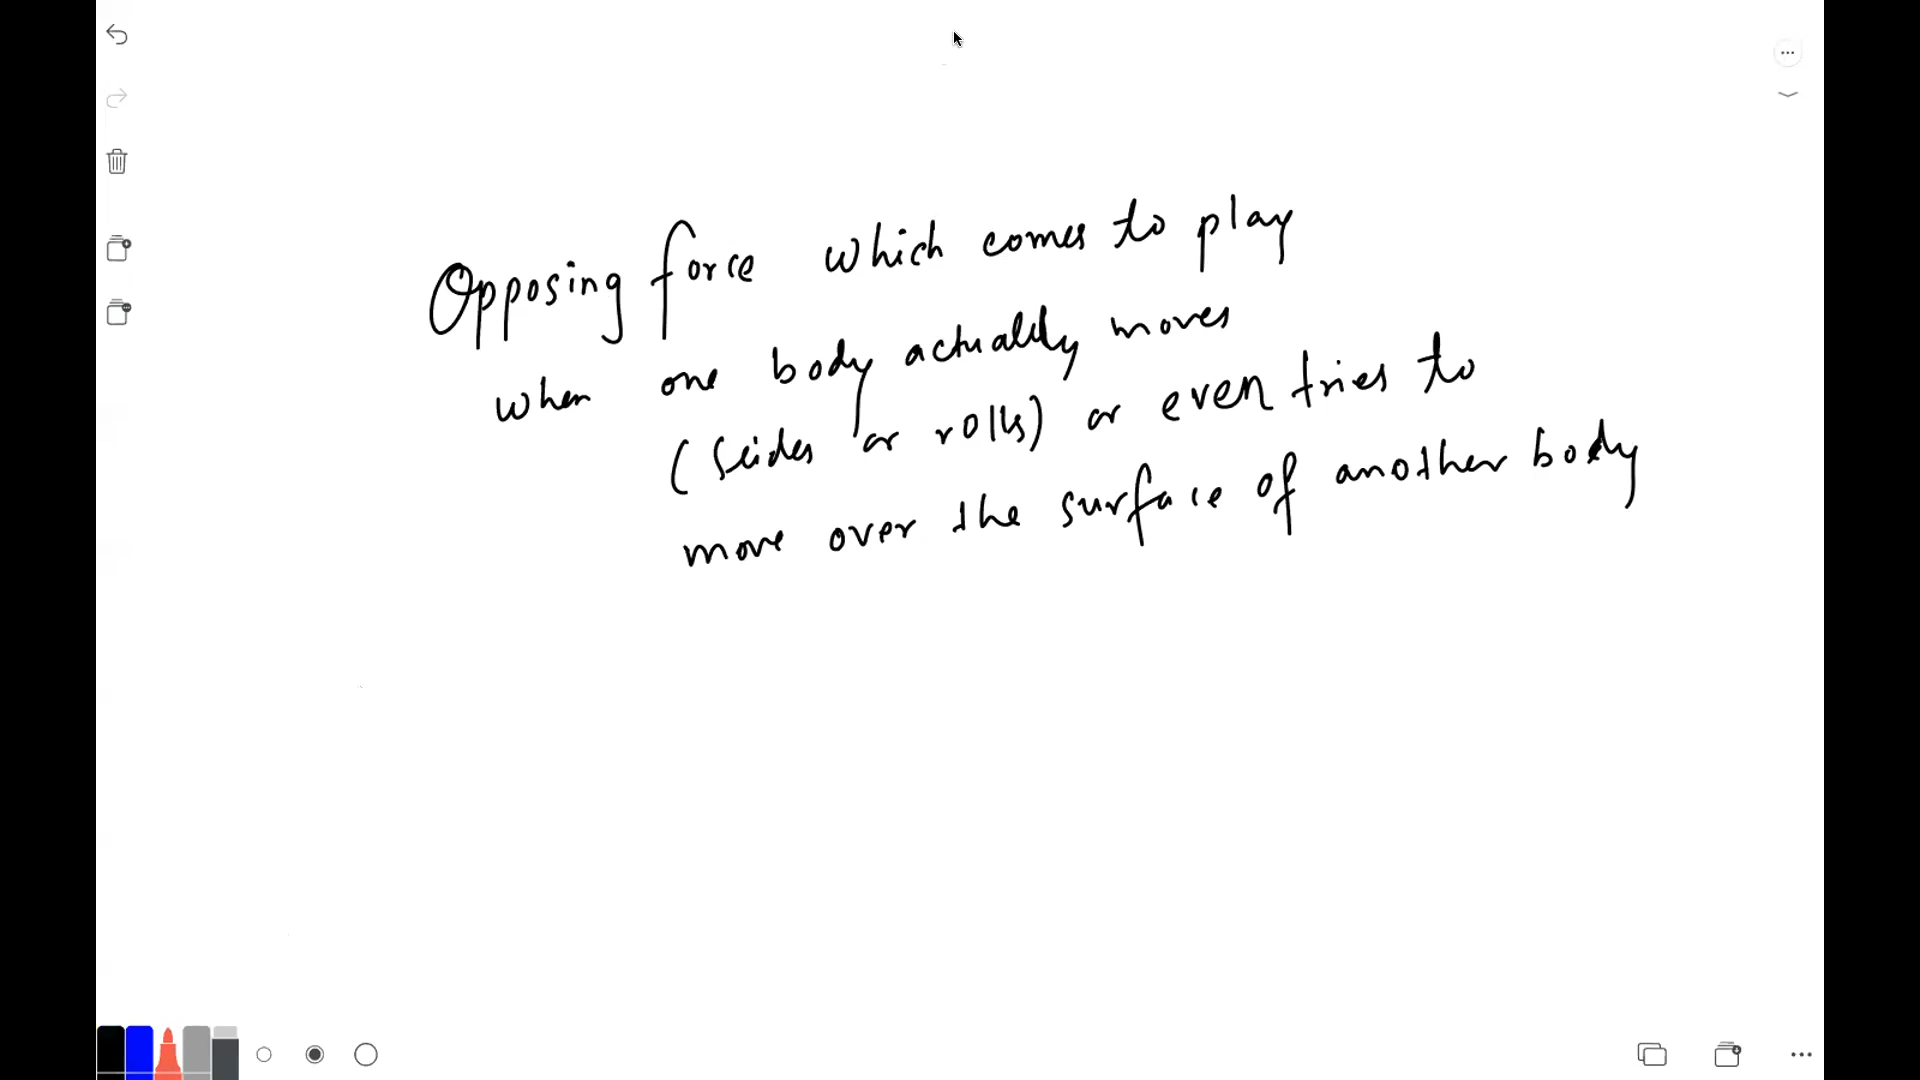 Opposing force which comes to play
when one body actually moves
(slides or rolls) or even tries to
move over the surface of another body